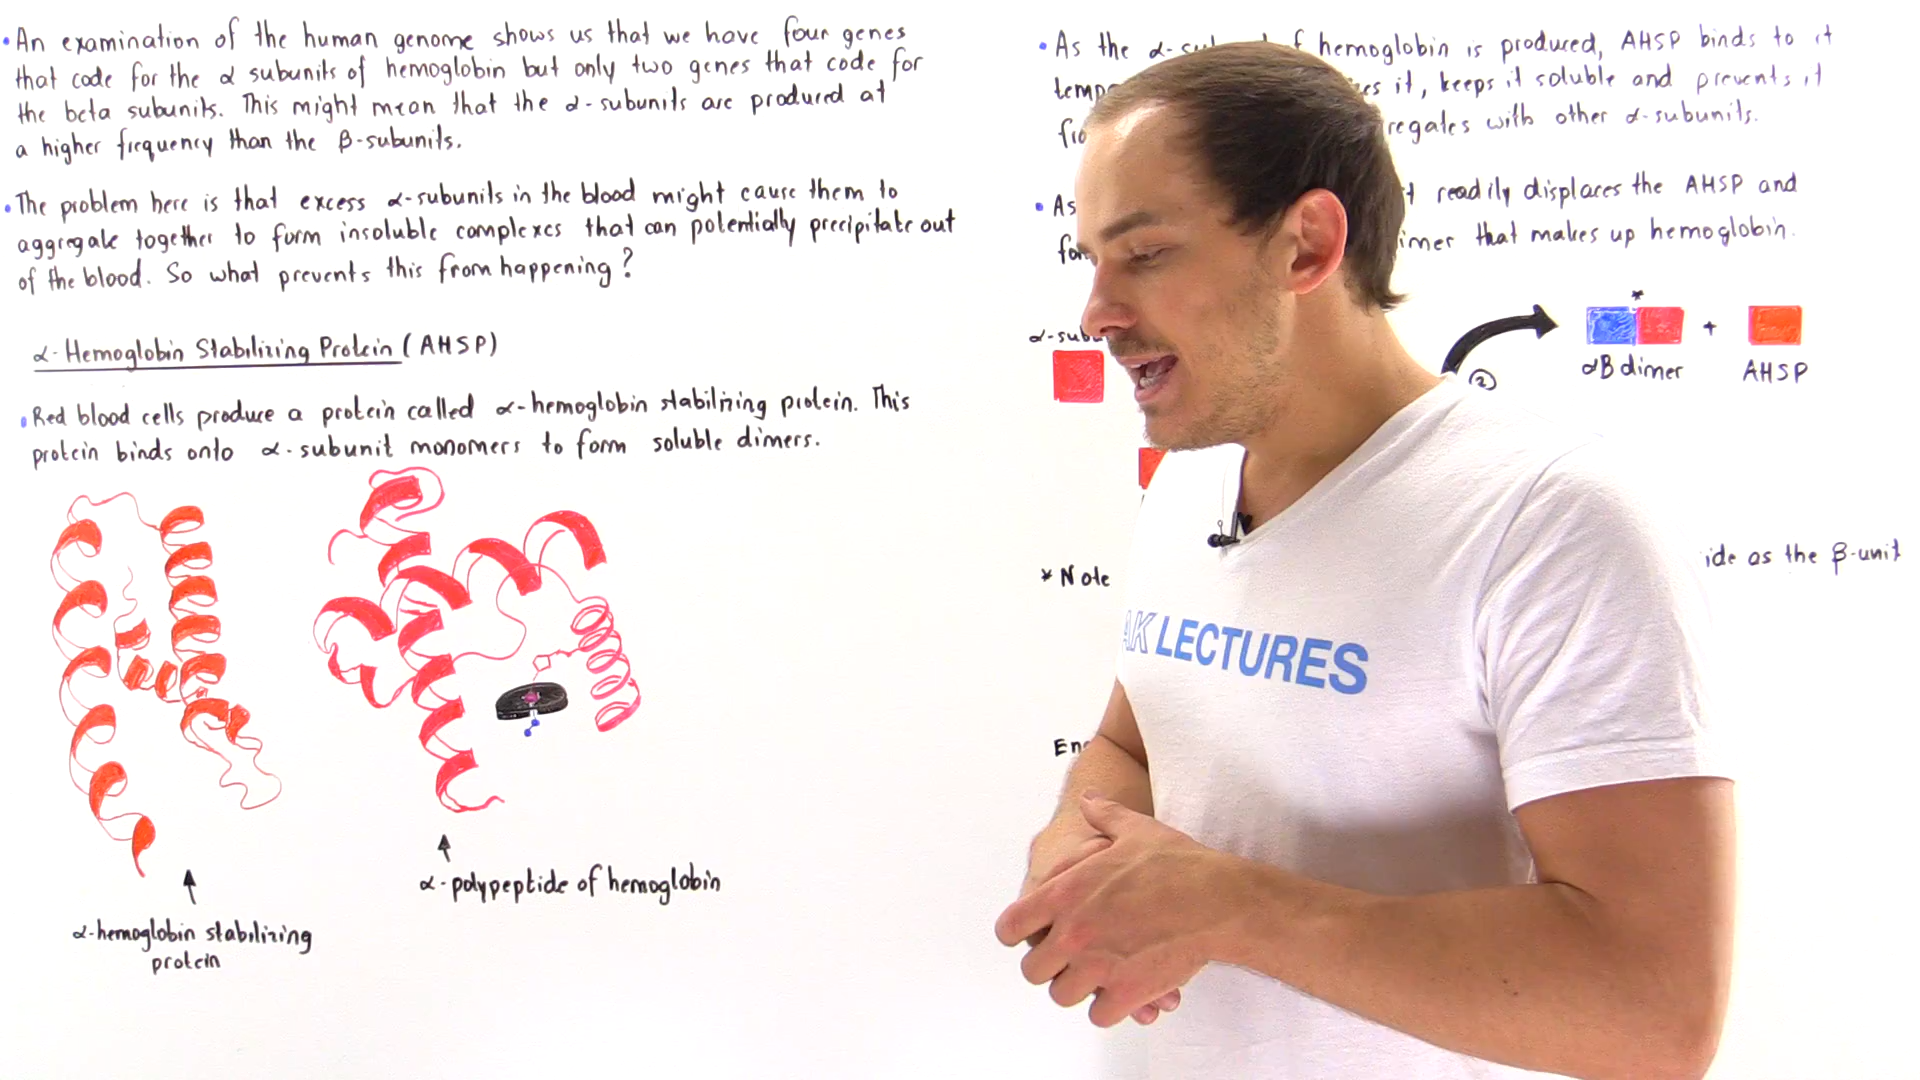 • An examination of the human genome shows us that we have four genes
that code for the α subunits of hemoglobin but only two genes that code for
the beta subunits. This might mean that the α-subunits are produced at
a higher frequency than the β-subunits.
• The problem here is that excess α-subunits in the blood might cause them to
aggregate together to form insoluble complexes that can potentially precipitate out
of the blood. So what prevents this from happening?
α-Hemoglobin Stabilizing Protein (AHSP)
• Red blood cells produce a protein called α-hemoglobin stabilizing protein. This
protein binds onto α-subunit monomers to form soluble dimers.
α-hemoglobin stabilizing
protein
α-polypeptide of hemoglobin
• As the α-su f hemoglobin is produced, AHSP binds to it
temp es it, keeps it soluble and prevents it
fro regates with other α-subunits.
• As t readily displaces the AHSP and
for imer that makes up hemoglobin.
α-subu
②
*
+
αB dimer
AHSP
* Note ide as the β-unit
En
AK LECTURES